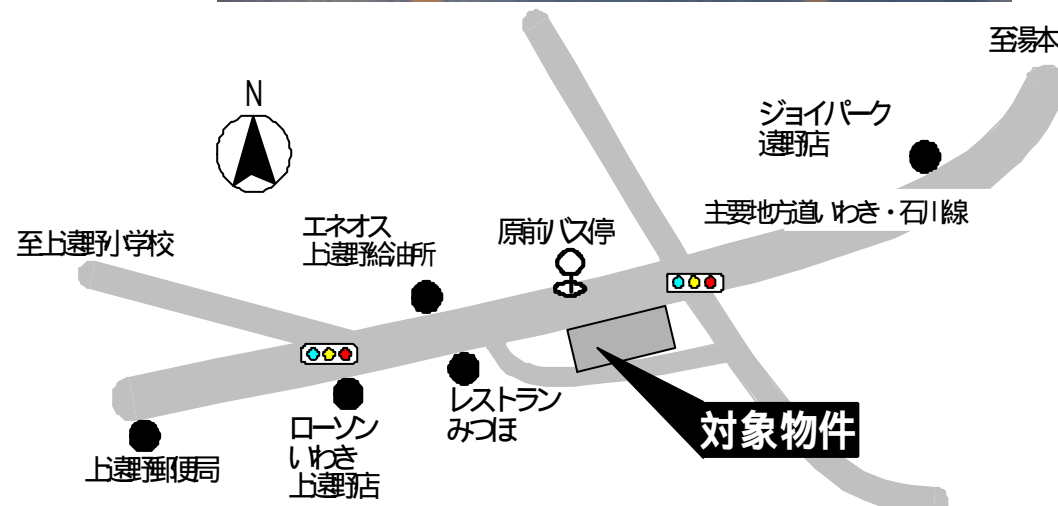 至湯本
N
ジョイパーク
遠野店
主要地方道いわき・石川線
エネオス
上遠野給油所
原前バス停
至上遠野小学校
レストラン
みつほ
対象物件
ローソン
いわき
上遠野店
上遠野郵便局